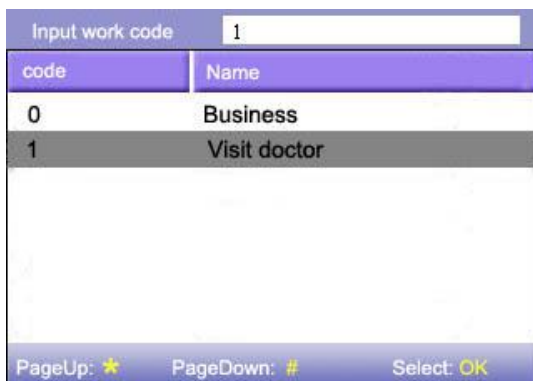 Input work code 1
code Name
0 Business
1 Visit doctor
PageUp: * PageDown: # Select: OK